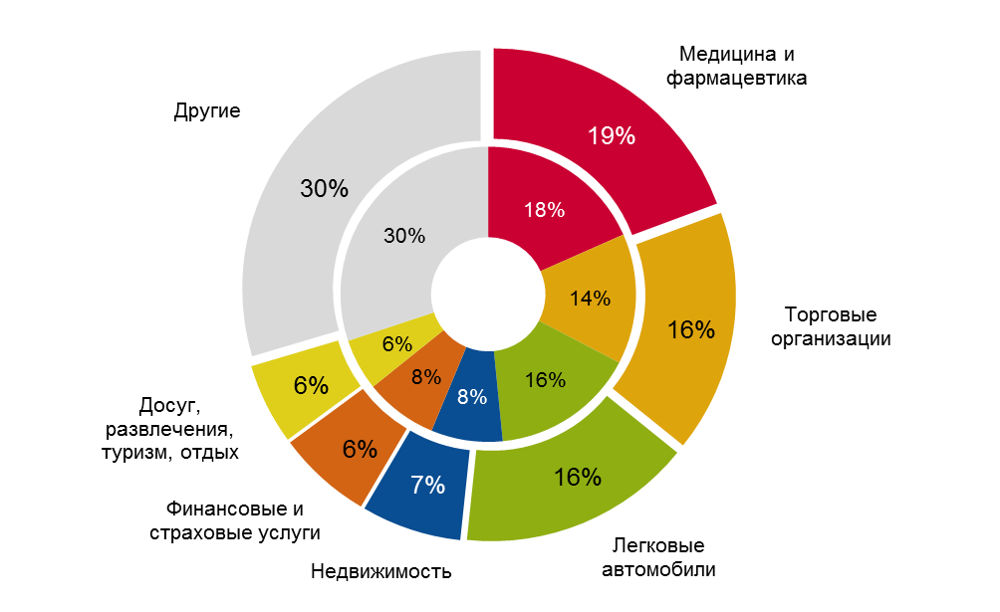 Медицина и
фармацевтика
Другие
19%
30%
18%
30%
14%
Торговые
организации
16%
6%
16%
8%
8%
6%
Досуг,
развлечения,
туризм, отдых
6%
7%
16%
Финансовые и
страховые услуги
Легковые
автомобили
Недвижимость